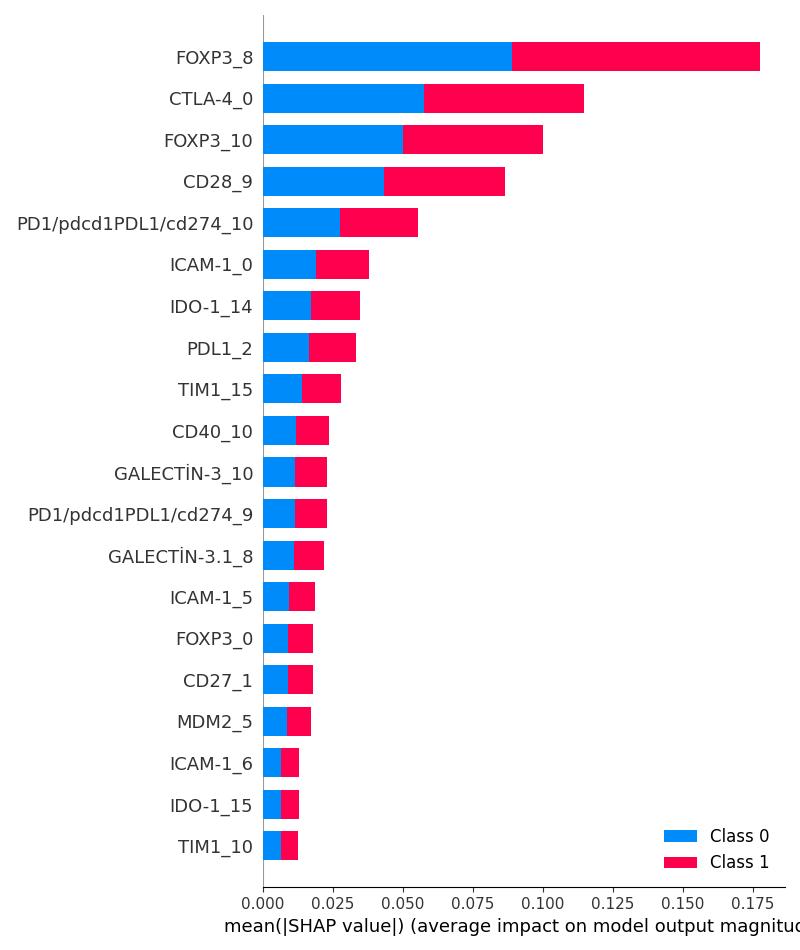 FOXP3_8
CTLA-4_0
FOXP3_10
CD28_9
PD1/pdcd1PDL1/cd274_10
ICAM-1_0
IDO-1_14
PDL1_2
TIM1_15
CD40_10
GALECTİN-3_10
PD1/pdcd1PDL1/cd274_9
GALECTİN-3.1_8
ICAM-1_5
FOXP3_0
CD27_1
MDM2_5
ICAM-1_6
IDO-1_15
TIM1_10
Class 0
Class 1
0.000 0.025 0.050 0.075 0.100 0.125 0.150 0.175
mean(|SHAP value|) (average impact on model output magnitud